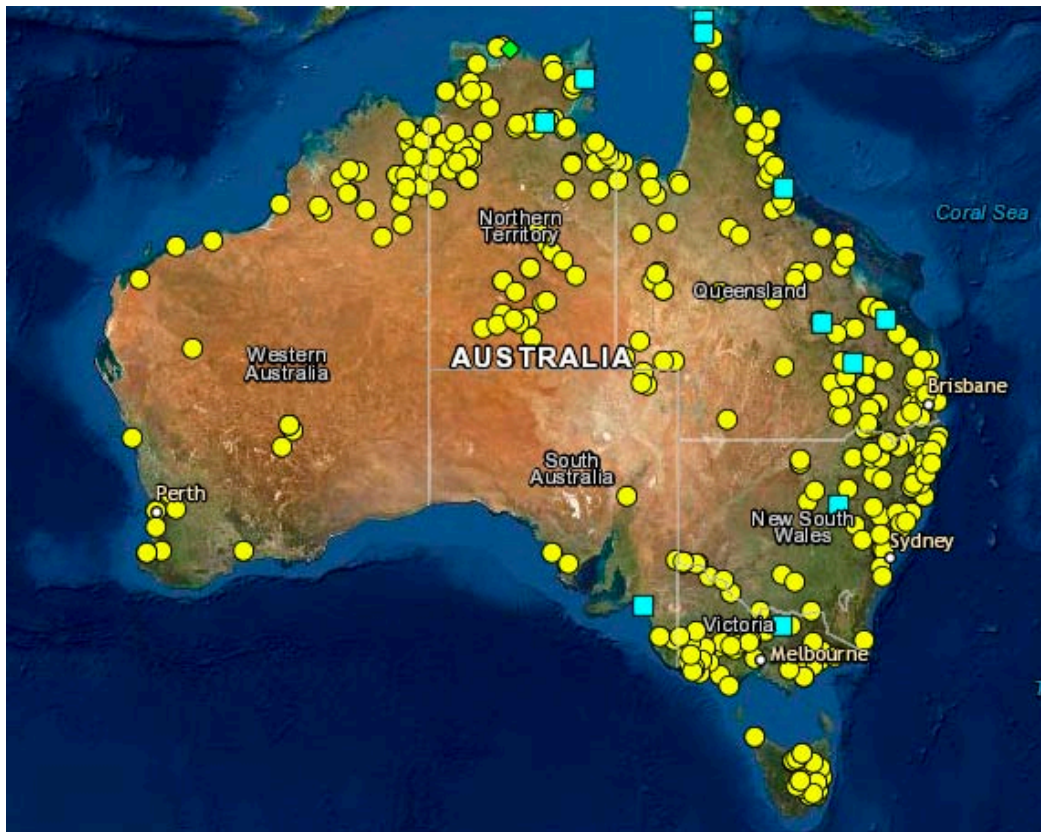 Coral Sea
Northern
Territory
Queensland
Western
Australia
AUSTRALIA
Brisbane
South
Australia
Perth
New South
Wales
Sydney
Victoria
Melbourne